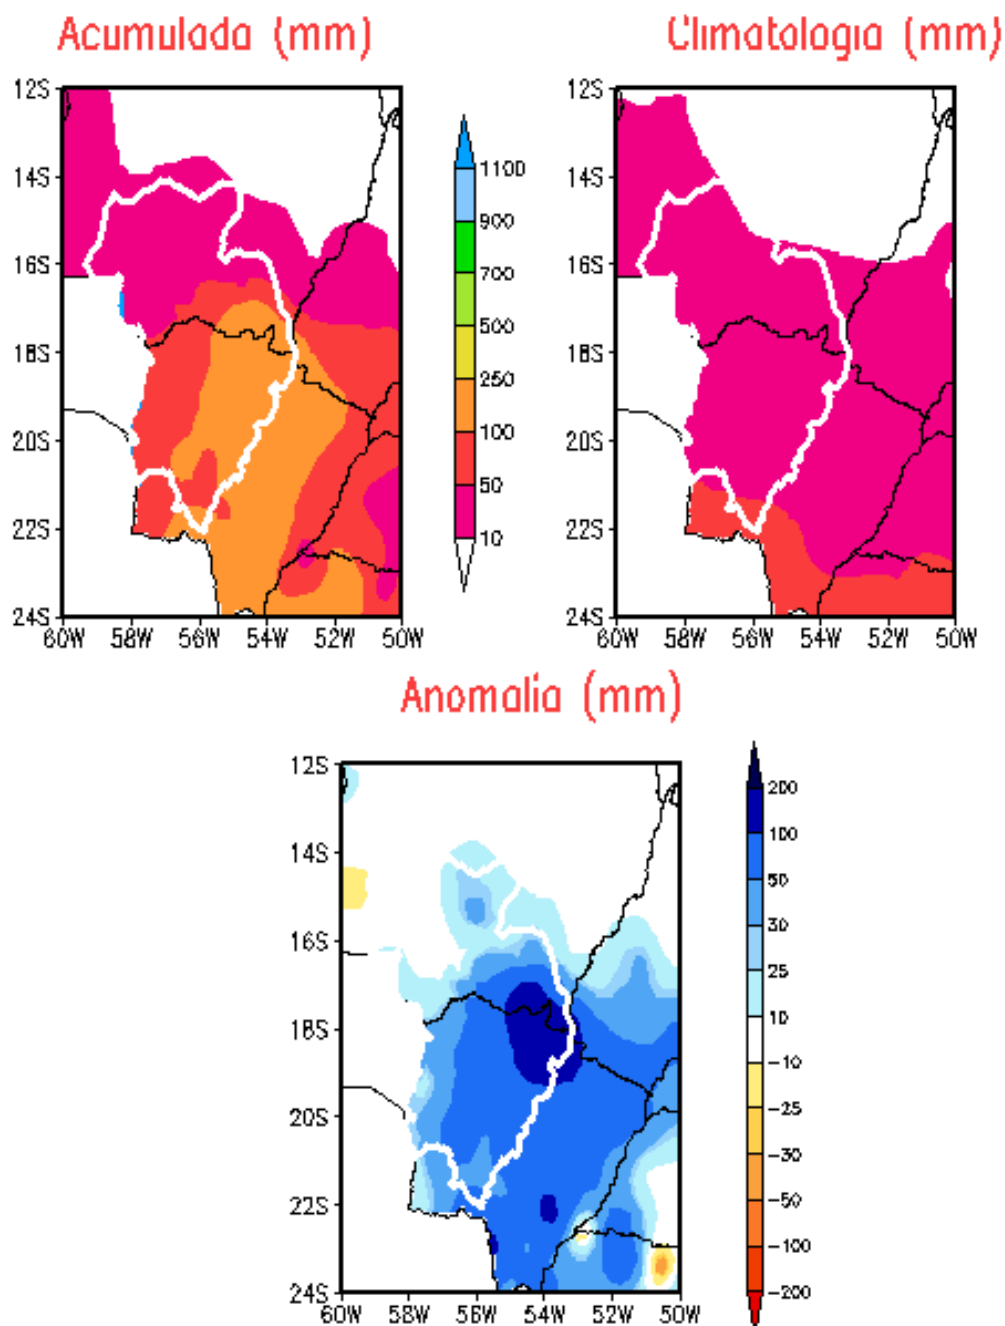 Acumulada (mm)
Climatologia (mm)
12S
14S
16S
18S
20S
22S
24S
60W 58W 56W 54W 52W 50W
1100
900
700
500
250
100
50
10
12S
14S
16S
18S
20S
22S
24S
60W 58W 56W 54W 52W 50W
Anomalia (mm)
12S
14S
16S
18S
20S
22S
24S
60W 58W 56W 54W 52W 50W
200
100
50
30
25
10
-10
-25
-30
-50
-100
-200